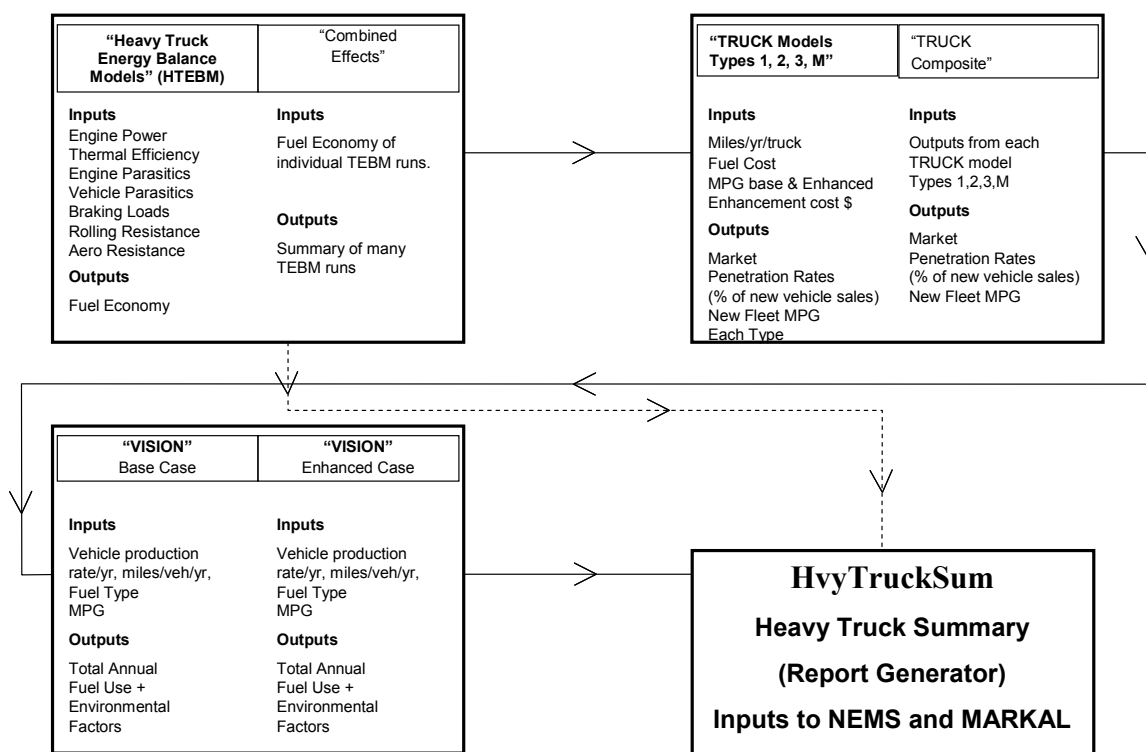 “Heavy Truck
Energy Balance
Models” (HTEBM)
“Combined
Effects”
Inputs
Engine Power
Thermal Efficiency
Engine Parasitics
Vehicle Parasitics
Braking Loads
Rolling Resistance
Aero Resistance
Outputs
Fuel Economy
Inputs
Fuel Economy of
individual TEBM runs.
Outputs
Summary of many
TEBM runs
“TRUCK Models
Types 1, 2, 3, M”
“TRUCK
Composite”
Inputs
Miles/yr/truck
Fuel Cost
MPG base & Enhanced
Enhancement cost $
Outputs
Market
Penetration Rates
(% of new vehicle sales)
New Fleet MPG
Each Type
Inputs
Outputs from each
TRUCK model
Types 1,2,3,M
Outputs
Market
Penetration Rates
(% of new vehicle sales)
New Fleet MPG
“VISION”
Base Case
“VISION”
Enhanced Case
Inputs
Vehicle production
rate/yr, miles/veh/yr,
Fuel Type
MPG
Outputs
Total Annual
Fuel Use +
Environmental
Factors
Inputs
Vehicle production
rate/yr, miles/veh/yr,
Fuel Type
MPG
Outputs
Total Annual
Fuel Use +
Environmental
Factors
HvyTruckSum
Heavy Truck Summary
(Report Generator)
Inputs to NEMS and MARKAL